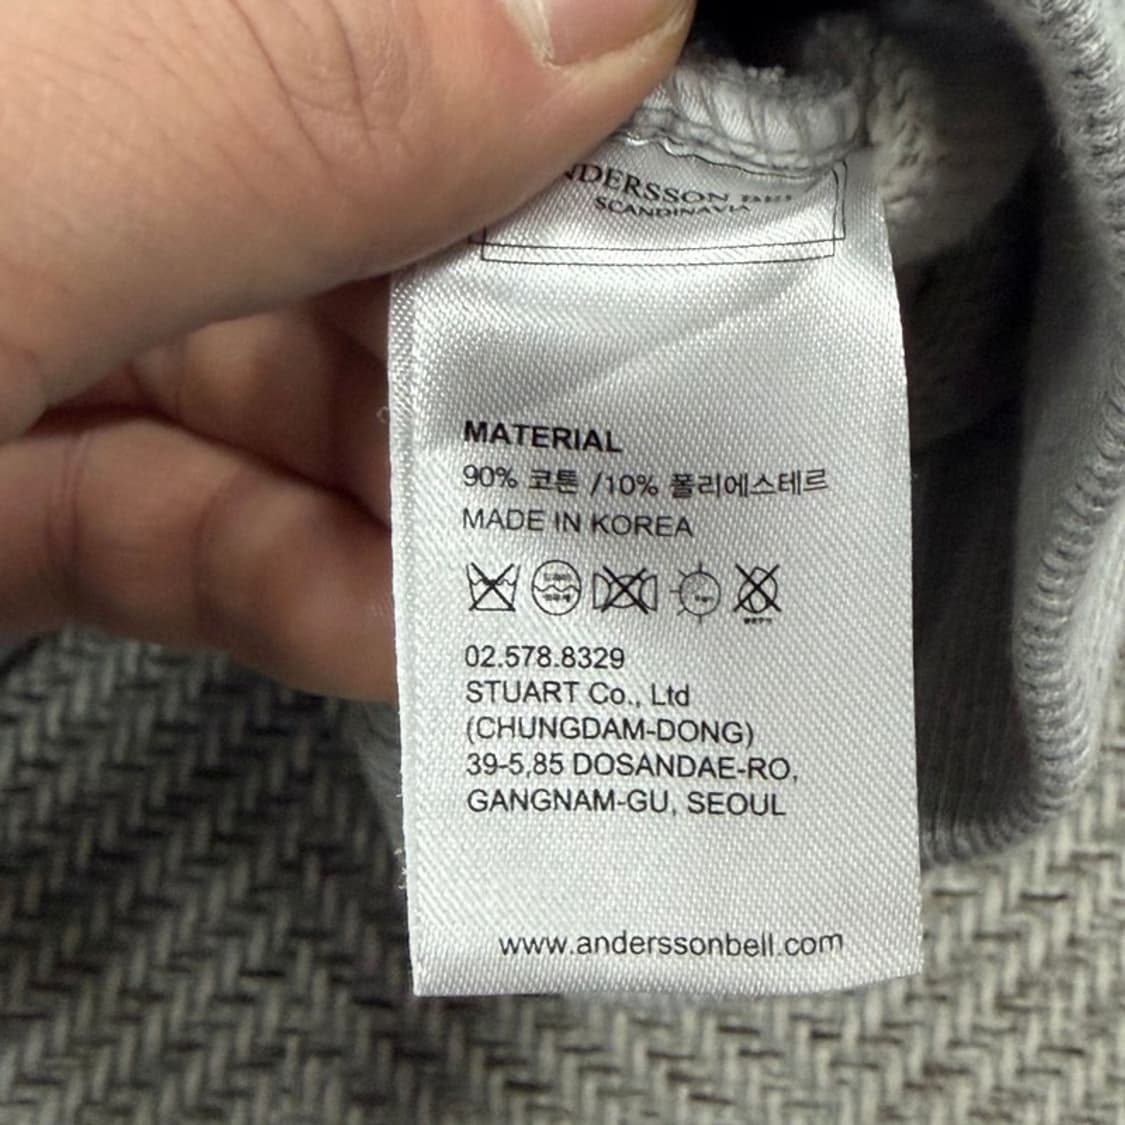 NDERSSON BEL
SCANDINAVIA
MATERIAL
90% 코튼 /10% 폴리에스테르
MADE IN KOREA
02.578.8329
STUART Co., Ltd
(CHUNGDAM-DONG)
39-5,85 DOSANDAE-RO,
GANGNAM-GU, SEOUL
www.anderssonbell.com